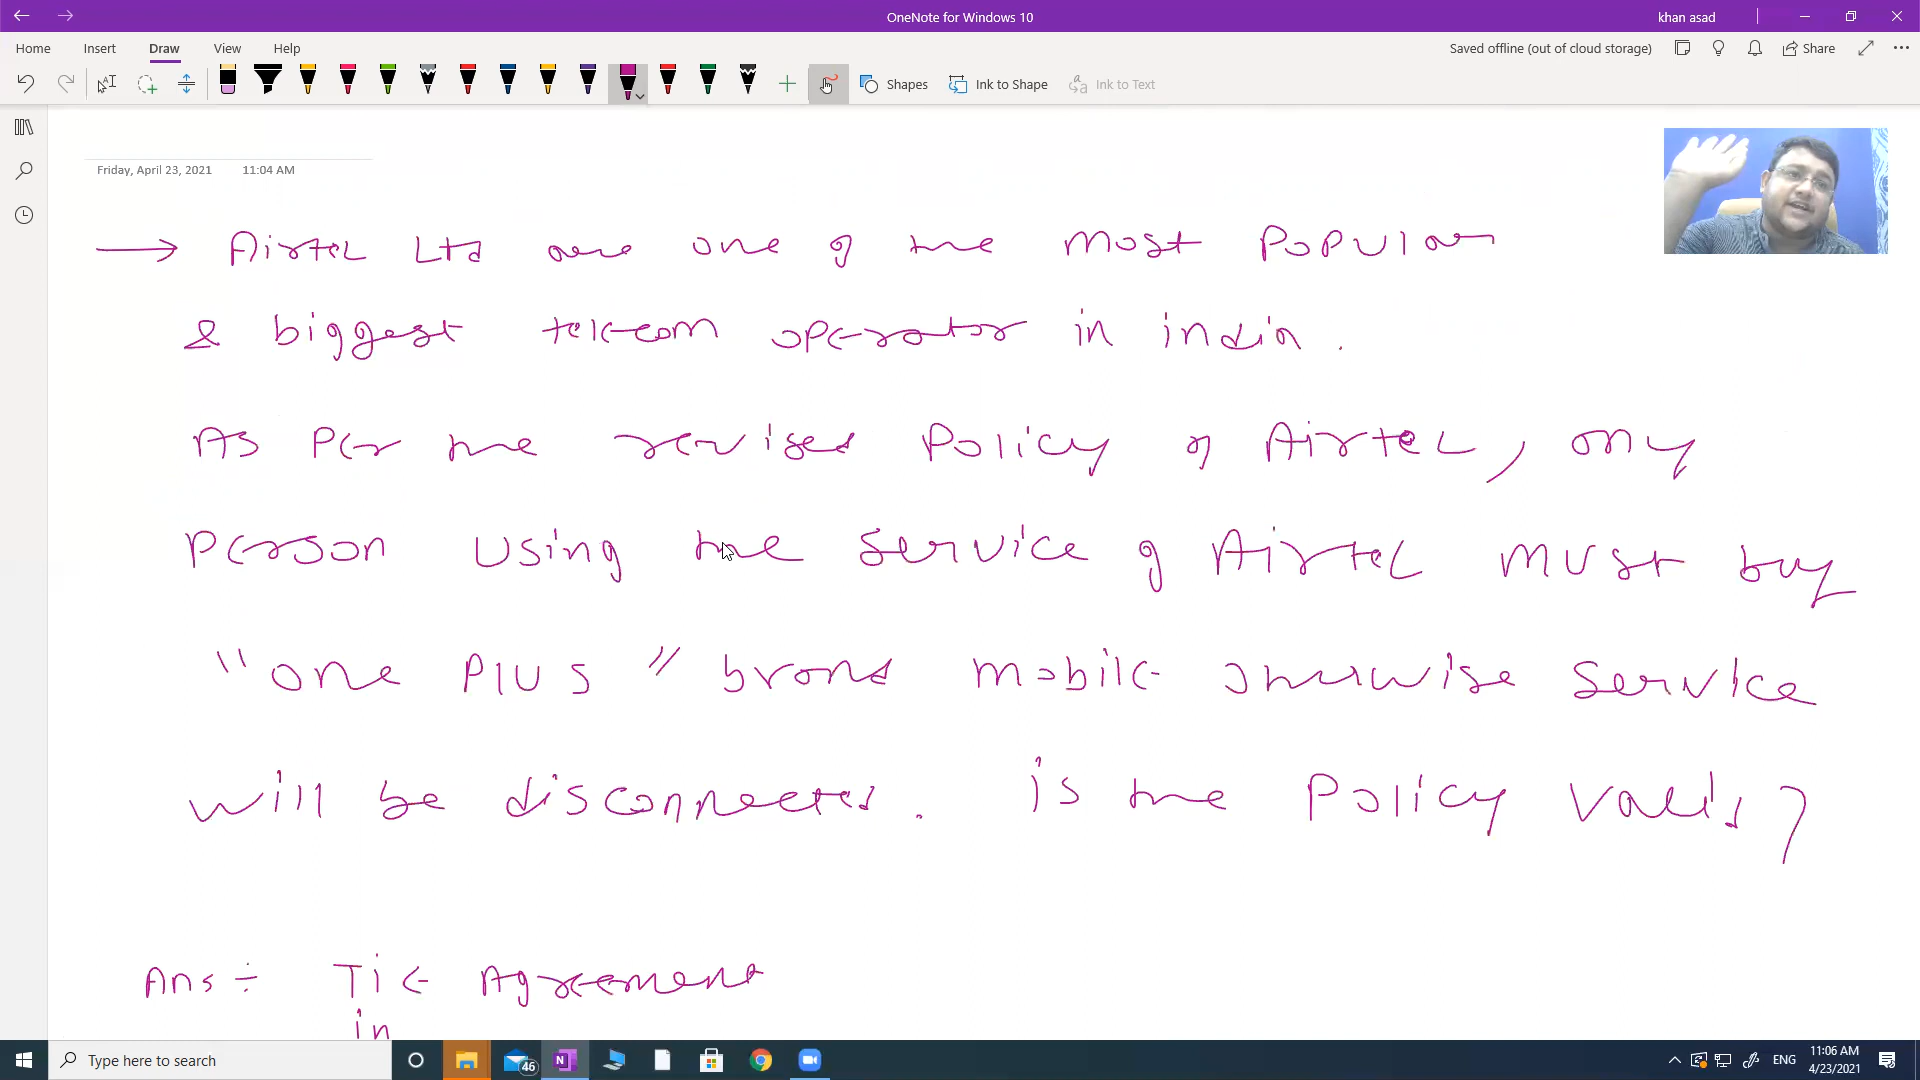 OneNote for Windows 10
khan asad
Home Insert Draw View Help
Saved offline (out of cloud storage)
Share
Shapes
Ink to Shape
Ink to Text
Friday, April 23, 2021 11:04 AM
→ Airtel Ltd are one of the most Popular
& biggest telecom operator in india.
As Per the revised Policy of Airtel, any
Person using the service of Airtel must buy
"one Plus" brand mobile otherwise service
will be disconnected. is the Policy valid?
Ans ÷ Tie Agreement
in
Type here to search
46
N
ENG
11:06 AM
4/23/2021